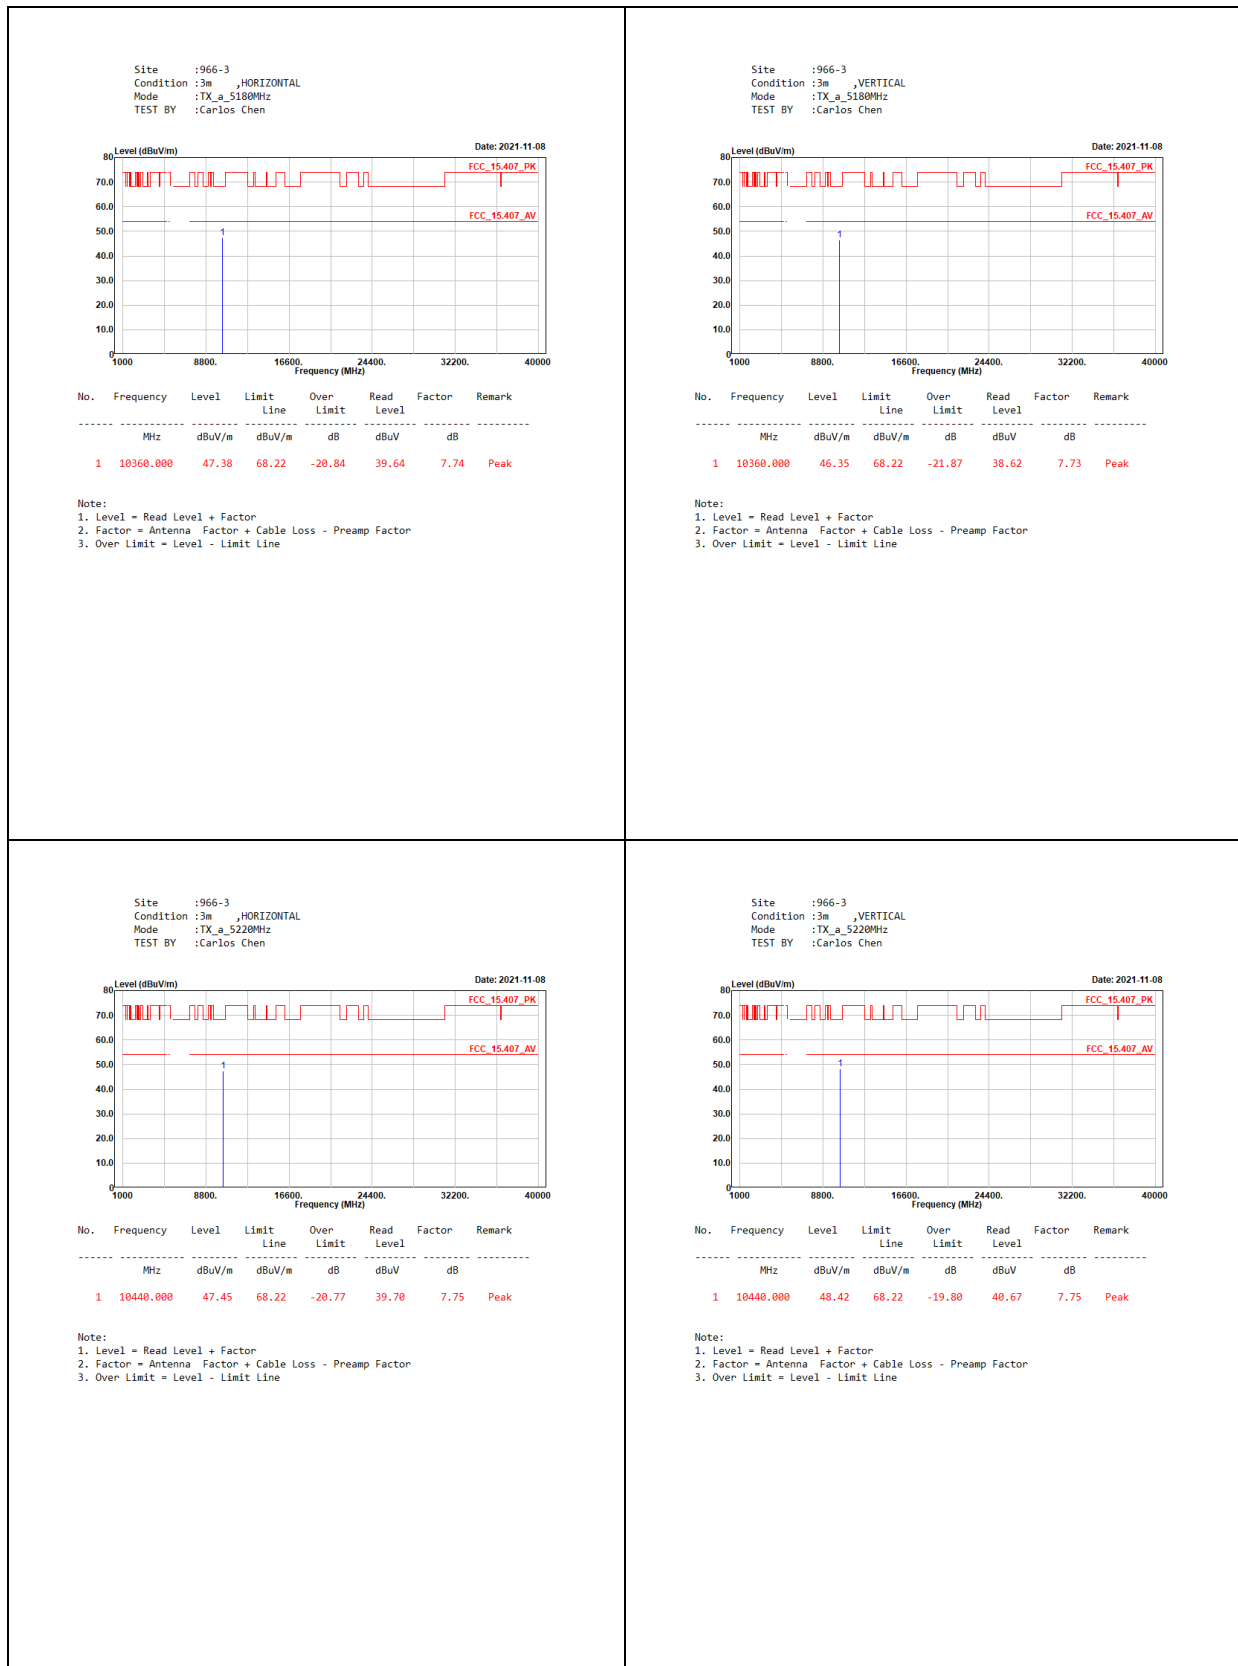 Site      :966-3
Condition :3m    ,HORIZONTAL
Mode      :TX_a_5180MHz
TEST BY   :Carlos Chen
Level (dBuV/m)
Date: 2021-11-08
80
FCC_15.407_PK
70.0
60.0
FCC_15.407_AV
50.0
1
40.0
30.0
20.0
10.0
0
1000 8800. 16600. 24400. 32200. 40000
Frequency (MHz)
No. Frequency Level Limit Over Read Factor Remark
Line Limit Level
------ ----------- -------- --------- --------- -------- -------- ---------
MHz dBuV/m dBuV/m dB dBuV dB
1 10360.000 47.38 68.22 -20.84 39.64 7.74 Peak
Note:
1. Level = Read Level + Factor
2. Factor = Antenna  Factor + Cable Loss - Preamp Factor
3. Over Limit = Level - Limit Line
Site      :966-3
Condition :3m    ,VERTICAL
Mode      :TX_a_5180MHz
TEST BY   :Carlos Chen
Level (dBuV/m)
Date: 2021-11-08
80
FCC_15.407_PK
70.0
60.0
FCC_15.407_AV
50.0
1
40.0
30.0
20.0
10.0
0
1000 8800. 16600. 24400. 32200. 40000
Frequency (MHz)
No. Frequency Level Limit Over Read Factor Remark
Line Limit Level
------ ----------- -------- --------- --------- -------- -------- ---------
MHz dBuV/m dBuV/m dB dBuV dB
1 10360.000 46.35 68.22 -21.87 38.62 7.73 Peak
Note:
1. Level = Read Level + Factor
2. Factor = Antenna  Factor + Cable Loss - Preamp Factor
3. Over Limit = Level - Limit Line
Site      :966-3
Condition :3m    ,HORIZONTAL
Mode      :TX_a_5220MHz
TEST BY   :Carlos Chen
Level (dBuV/m)
Date: 2021-11-08
80
FCC_15.407_PK
70.0
60.0
FCC_15.407_AV
50.0
1
40.0
30.0
20.0
10.0
0
1000 8800. 16600. 24400. 32200. 40000
Frequency (MHz)
No. Frequency Level Limit Over Read Factor Remark
Line Limit Level
------ ----------- -------- --------- --------- -------- -------- ---------
MHz dBuV/m dBuV/m dB dBuV dB
1 10440.000 47.45 68.22 -20.77 39.70 7.75 Peak
Note:
1. Level = Read Level + Factor
2. Factor = Antenna  Factor + Cable Loss - Preamp Factor
3. Over Limit = Level - Limit Line
Site      :966-3
Condition :3m    ,VERTICAL
Mode      :TX_a_5220MHz
TEST BY   :Carlos Chen
Level (dBuV/m)
Date: 2021-11-08
80
FCC_15.407_PK
70.0
60.0
FCC_15.407_AV
50.0
1
40.0
30.0
20.0
10.0
0
1000 8800. 16600. 24400. 32200. 40000
Frequency (MHz)
No. Frequency Level Limit Over Read Factor Remark
Line Limit Level
------ ----------- -------- --------- --------- -------- -------- ---------
MHz dBuV/m dBuV/m dB dBuV dB
1 10440.000 48.42 68.22 -19.80 40.67 7.75 Peak
Note:
1. Level = Read Level + Factor
2. Factor = Antenna  Factor + Cable Loss - Preamp Factor
3. Over Limit = Level - Limit Line